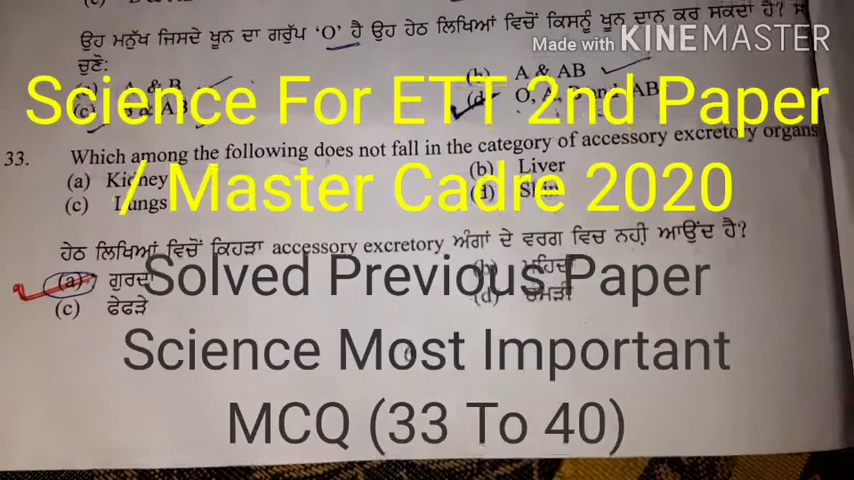 ਉਹ ਮਨੁੱਖ ਜਿਸਦੇ ਖੂਨ ਦਾ ਗਰੁੱਪ ‘O’ ਹੈ ਉਹ ਹੇਠ ਲਿਖਿਆਂ ਵਿਚੋਂ ਕਿਸਨੂੰ ਖੂਨ ਦਾਨ ਕਰ ਸਕਦਾ ਹੈ?
Made with KINEMASTER
ਚੁਣੋ:
A & AB
Science For ETT 2nd Paper
33. Which among the following does not fall in the category of accessory excretory organs
(a) Kidney (b) Liver
/ Master Cadre 2020
(c) Lungs (d) Skin
ਹੇਠ ਲਿਖਿਆਂ ਵਿਚੋਂ ਕਿਹੜਾ accessory excretory ਅੰਗਾਂ ਦੇ ਵਰਗ ਵਿਚ ਨਹੀਂ ਆਉਂਦ ਹੈ?
(a) ਗੁਰਦਾ
Solved Previous Paper
(c) ਫੇਫੜੇ (d) ਚਮੜੀ
Science Most Important
MCQ (33 To 40)